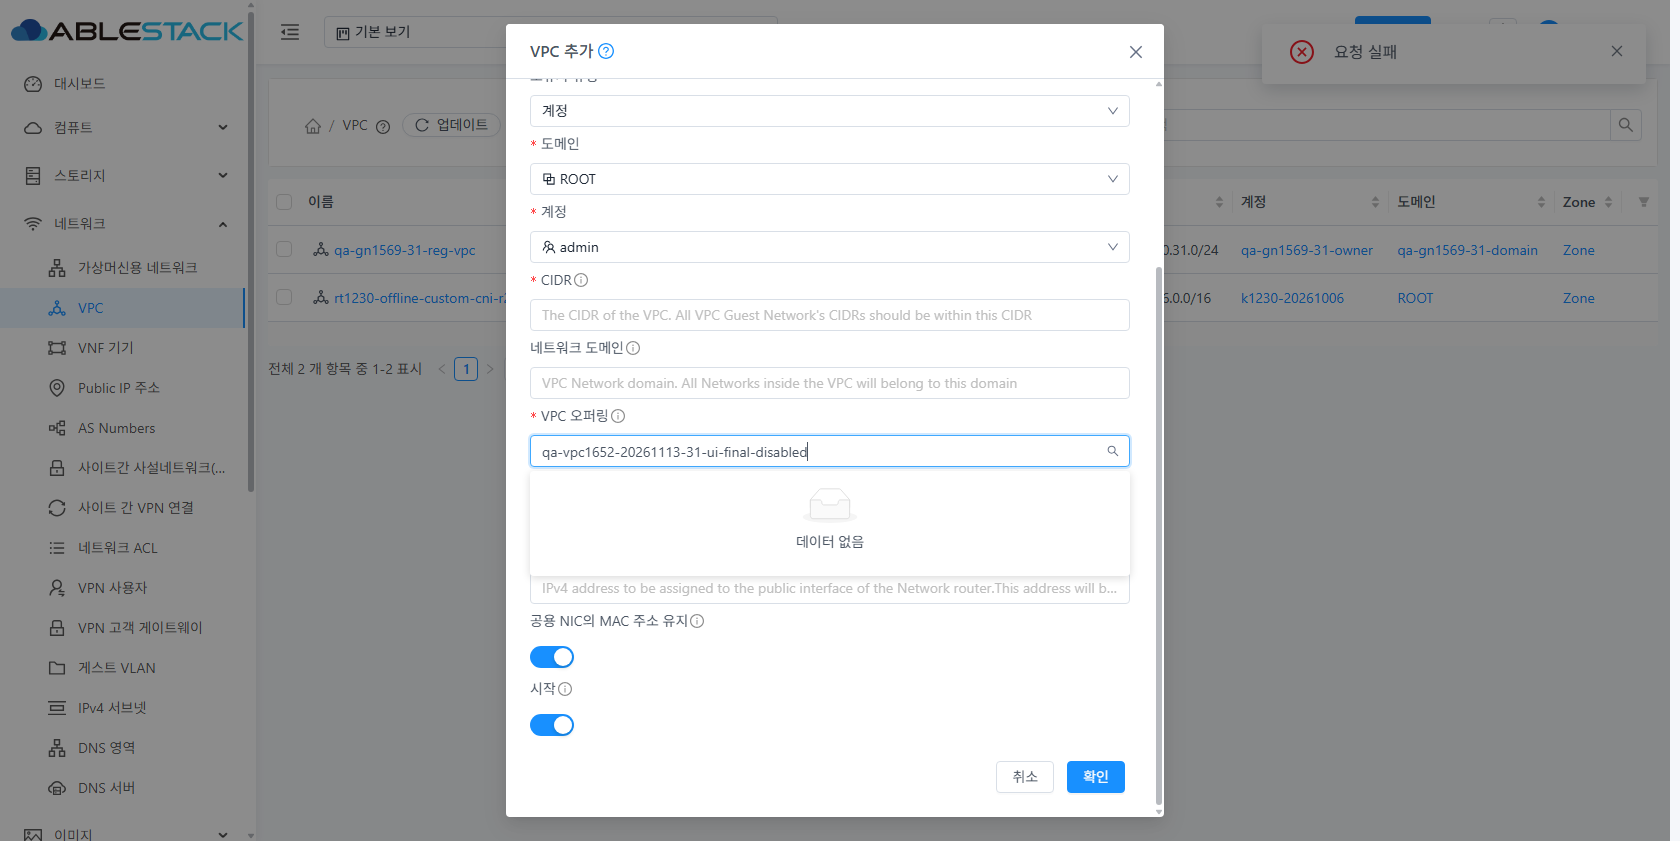 ABLESTACK
기본 보기
대시보드
컴퓨트
스토리지
네트워크
가상머신용 네트워크
VPC
VNF 기기
Public IP 주소
AS Numbers
사이트간 사설네트워크(...
사이트 간 VPN 연결
네트워크 ACL
VPN 사용자
VPN 고객 게이트웨이
게스트 VLAN
IPv4 서브넷
DNS 영역
DNS 서버
이미지
/ VPC
업데이트
이름
계정
도메인
Zone
qa-gn1569-31-reg-vpc
0.31.0/24
qa-gn1569-31-owner
qa-gn1569-31-domain
Zone
rt1230-offline-custom-cni-r
6.0.0/16
k1230-20261006
ROOT
Zone
전체 2 개 항목 중 1-2 표시
1
VPC 추가
계정
* 도메인
ROOT
* 계정
admin
* CIDR
The CIDR of the VPC. All VPC Guest Network's CIDRs should be within this CIDR
네트워크 도메인
VPC Network domain. All Networks inside the VPC will belong to this domain
* VPC 오퍼링
qa-vpc1652-20261113-31-ui-final-disabled
데이터 없음
IPv4 address to be assigned to the public interface of the Network router.This address will b...
공용 NIC의 MAC 주소 유지
시작
취소
확인
요청 실패